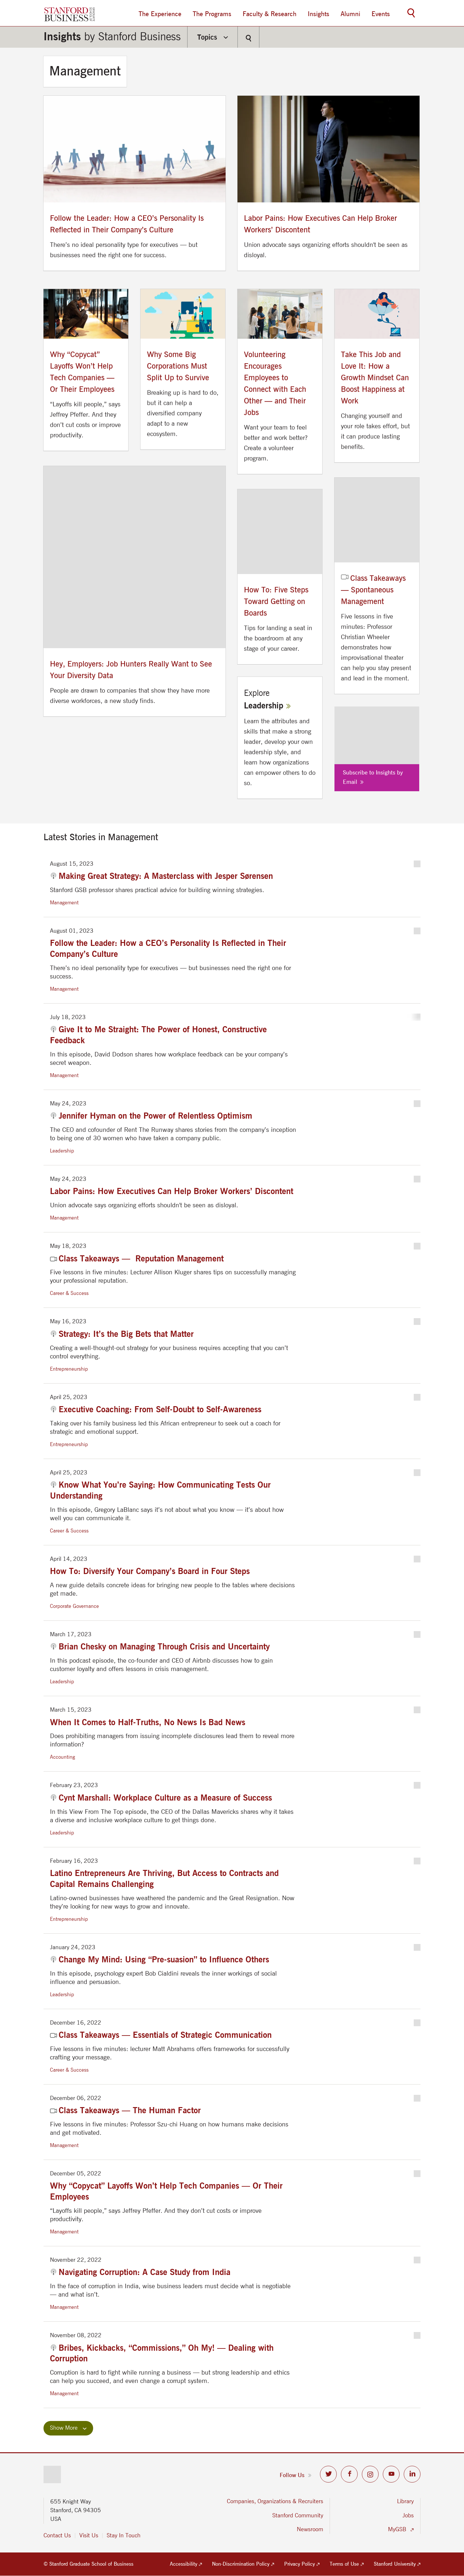 STANFORD
BUSINESS
The Experience
The Programs
Faculty & Research
Insights
Alumni
Events
Insights by Stanford Business
Topics
Management
Follow the Leader: How a CEO’s Personality Is
Reflected in Their Company’s Culture
There’s no ideal personality type for executives — but
businesses need the right one for success.
Labor Pains: How Executives Can Help Broker
Workers’ Discontent
Union advocate says organizing efforts shouldn't be seen as
disloyal.
Why “Copycat”
Layoffs Won’t Help
Tech Companies —
Or Their Employees
“Layoffs kill people,” says
Jeffrey Pfeffer. And they
don’t cut costs or improve
productivity.
Why Some Big
Corporations Must
Split Up to Survive
Breaking up is hard to do,
but it can help a
diversified company
adapt to a new
ecosystem.
Volunteering
Encourages
Employees to
Connect with Each
Other — and Their
Jobs
Want your team to feel
better and work better?
Create a volunteer
program.
Take This Job and
Love It: How a
Growth Mindset Can
Boost Happiness at
Work
Changing yourself and
your role takes effort, but
it can produce lasting
benefits.
Hey, Employers: Job Hunters Really Want to See
Your Diversity Data
People are drawn to companies that show they have more
diverse workforces, a new study finds.
How To: Five Steps
Toward Getting on
Boards
Tips for landing a seat in
the boardroom at any
stage of your career.
Class Takeaways
— Spontaneous
Management
Five lessons in five
minutes: Professor
Christian Wheeler
demonstrates how
improvisational theater
can help you stay present
and lead in the moment.
Explore
Leadership »
Learn the attributes and
skills that make a strong
leader, develop your own
leadership style, and
learn how organizations
can empower others to do
so.
Subscribe to Insights by
Email »
Latest Stories in Management
August 15, 2023
Making Great Strategy: A Masterclass with Jesper Sørensen
Stanford GSB professor shares practical advice for building winning strategies.
Management
August 01, 2023
Follow the Leader: How a CEO’s Personality Is Reflected in Their
Company’s Culture
There’s no ideal personality type for executives — but businesses need the right one for
success.
Management
July 18, 2023
Give It to Me Straight: The Power of Honest, Constructive
Feedback
In this episode, David Dodson shares how workplace feedback can be your company’s
secret weapon.
Management
May 24, 2023
Jennifer Hyman on the Power of Relentless Optimism
The CEO and cofounder of Rent The Runway shares stories from the company’s inception
to being one of 30 women who have taken a company public.
Leadership
May 24, 2023
Labor Pains: How Executives Can Help Broker Workers’ Discontent
Union advocate says organizing efforts shouldn't be seen as disloyal.
Management
May 18, 2023
Class Takeaways — Reputation Management
Five lessons in five minutes: Lecturer Allison Kluger shares tips on successfully managing
your professional reputation.
Career & Success
May 16, 2023
Strategy: It’s the Big Bets that Matter
Creating a well-thought-out strategy for your business requires accepting that you can’t
control everything.
Entrepreneurship
April 25, 2023
Executive Coaching: From Self-Doubt to Self-Awareness
Taking over his family business led this African entrepreneur to seek out a coach for
strategic and emotional support.
Entrepreneurship
April 25, 2023
Know What You’re Saying: How Communicating Tests Our
Understanding
In this episode, Gregory LaBlanc says it’s not about what you know — it’s about how
well you can communicate it.
Career & Success
April 14, 2023
How To: Diversify Your Company’s Board in Four Steps
A new guide details concrete ideas for bringing new people to the tables where decisions
get made.
Corporate Governance
March 17, 2023
Brian Chesky on Managing Through Crisis and Uncertainty
In this podcast episode, the co-founder and CEO of Airbnb discusses how to gain
customer loyalty and offers lessons in crisis management.
Leadership
March 15, 2023
When It Comes to Half-Truths, No News Is Bad News
Does prohibiting managers from issuing incomplete disclosures lead them to reveal more
information?
Accounting
February 23, 2023
Cynt Marshall: Workplace Culture as a Measure of Success
In this View From The Top episode, the CEO of the Dallas Mavericks shares why it takes
a diverse and inclusive workplace culture to get things done.
Leadership
February 16, 2023
Latino Entrepreneurs Are Thriving, But Access to Contracts and
Capital Remains Challenging
Latino-owned businesses have weathered the pandemic and the Great Resignation. Now
they’re looking for new ways to grow and innovate.
Entrepreneurship
January 24, 2023
Change My Mind: Using “Pre-suasion” to Influence Others
In this episode, psychology expert Bob Cialdini reveals the inner workings of social
influence and persuasion.
Leadership
December 16, 2022
Class Takeaways — Essentials of Strategic Communication
Five lessons in five minutes: lecturer Matt Abrahams offers frameworks for successfully
crafting your message.
Career & Success
December 06, 2022
Class Takeaways — The Human Factor
Five lessons in five minutes: Professor Szu-chi Huang on how humans make decisions
and get motivated.
Management
December 05, 2022
Why “Copycat” Layoffs Won’t Help Tech Companies — Or Their
Employees
“Layoffs kill people,” says Jeffrey Pfeffer. And they don’t cut costs or improve
productivity.
Management
November 22, 2022
Navigating Corruption: A Case Study from India
In the face of corruption in India, wise business leaders must decide what is negotiable
— and what isn’t.
Management
November 08, 2022
Bribes, Kickbacks, “Commissions,” Oh My! — Dealing with
Corruption
Corruption is hard to fight while running a business — but strong leadership and ethics
can help you succeed, and even change a corrupt system.
Management
Show More
Follow Us »
655 Knight Way
Stanford, CA 94305
USA
Companies, Organizations & Recruiters
Stanford Community
Newsroom
Library
Jobs
MyGSB
Contact Us
Visit Us
Stay In Touch
© Stanford Graduate School of Business
Accessibility
Non-Discrimination Policy
Privacy Policy
Terms of Use
Stanford University